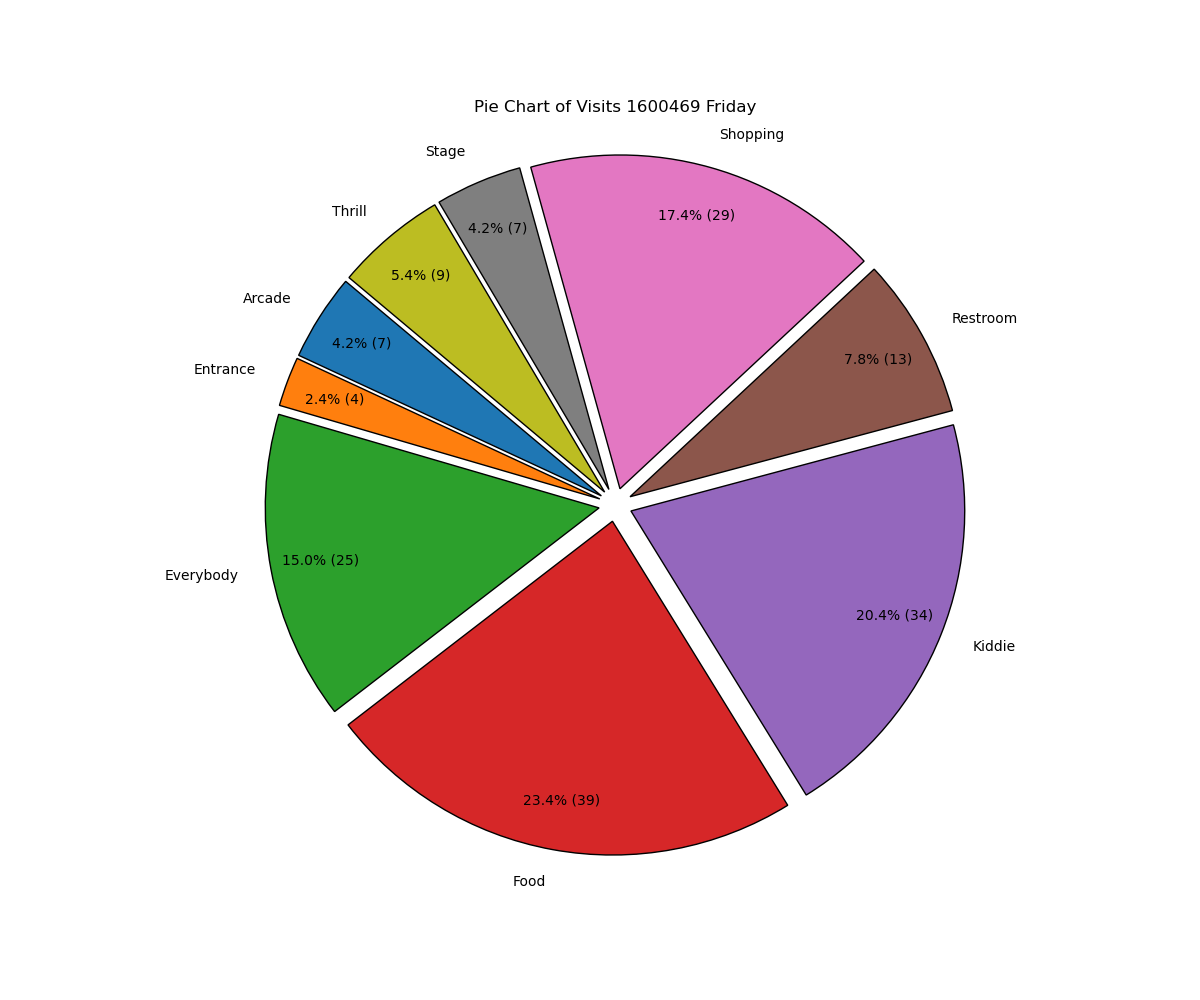 Pie Chart of Visits 1600469 Friday
Shopping
Stage
Thrill
17.4% (29)
4.2% (7)
5.4% (9)
Arcade
Restroom
4.2% (7)
7.8% (13)
Entrance
2.4% (4)
15.0% (25)
Everybody
20.4% (34)
Kiddie
23.4% (39)
Food